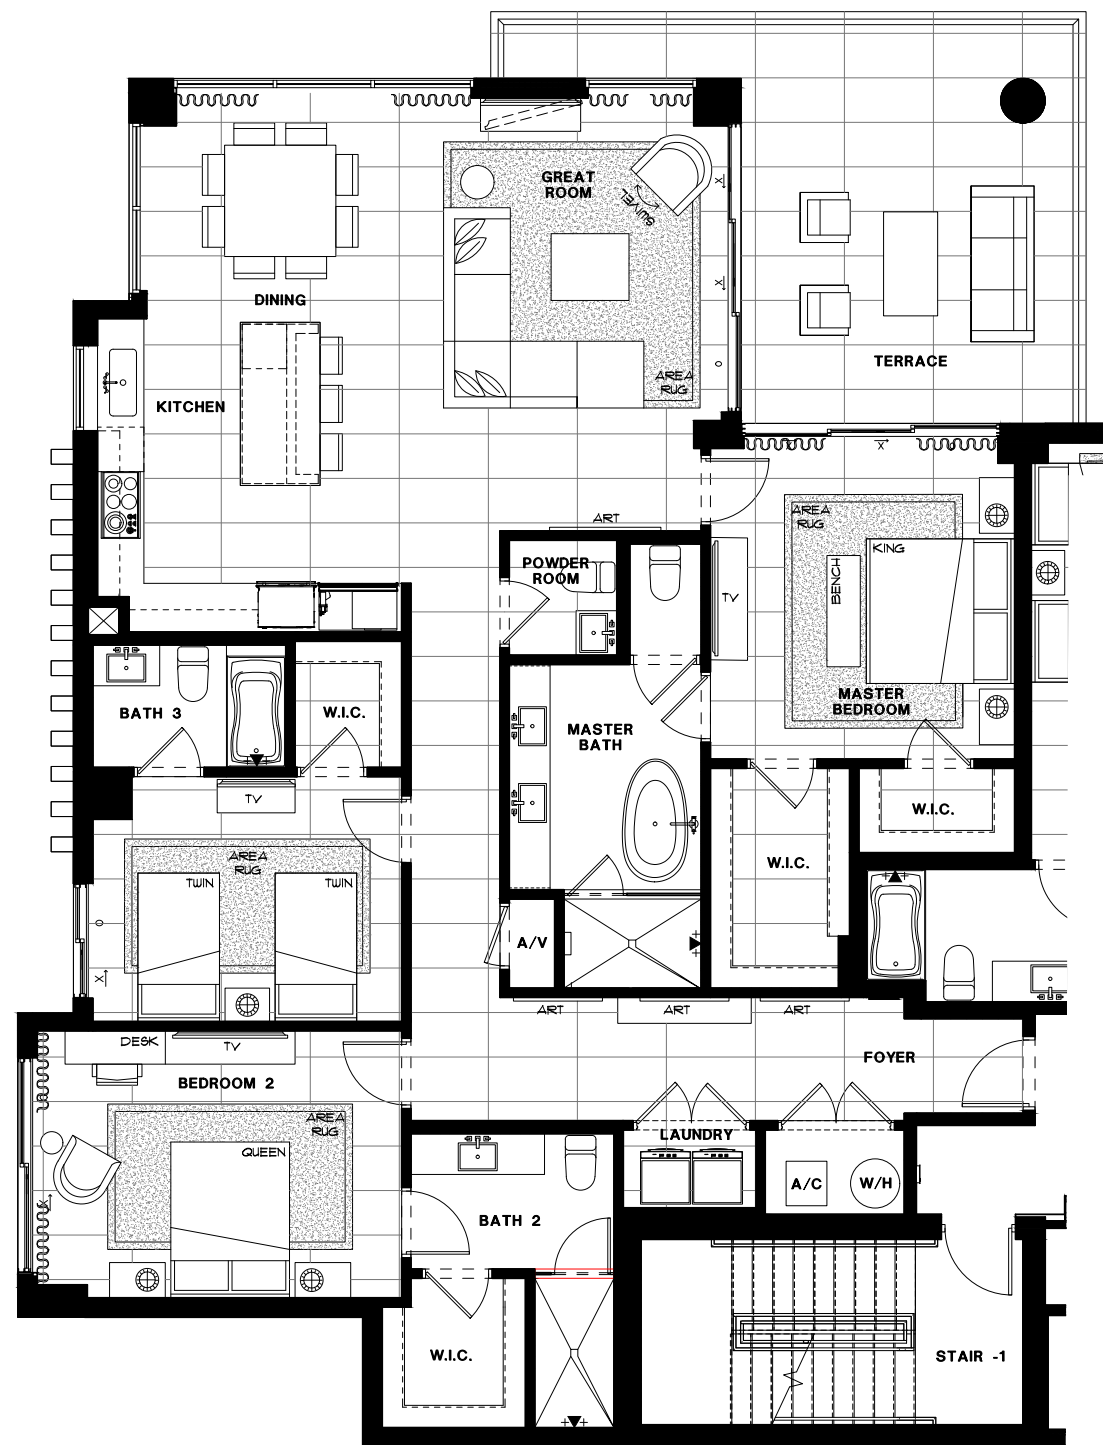 GREAT
ROOM
SWIVEL
X
X
O
DINING
TERRACE
AREA
RUG
KITCHEN
X
X
ART
AREA
RUG
KING
POWDER
ROOM
BENCH
TV
MASTER
BEDROOM
BATH 3
W.I.C.
MASTER
BATH
TV
W.I.C.
AREA
RUG
W.I.C.
TWIN
TWIN
O
A/V
X
ART
ART
ART
DESK
TV
FOYER
BEDROOM 2
AREA
RUG
LAUNDRY
QUEEN
A/C
W/H
X
BATH 2
W.I.C.
STAIR -1